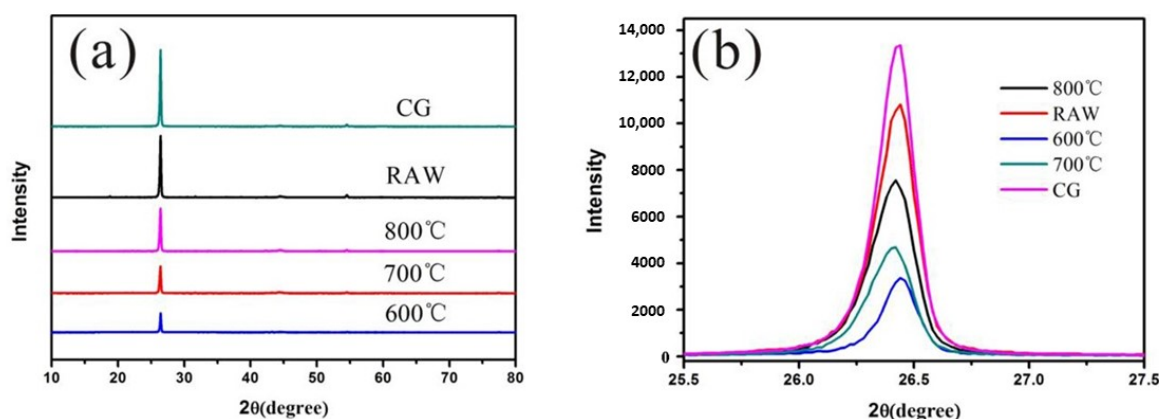 (a)
CG
RAW
800℃
700℃
600℃
Intensity
10 20 30 40 50 60 70 80
2θ(degree)
(b)
14,000
12,000
10,000
8000
6000
4000
2000
0
Intensity
800℃
RAW
600℃
700℃
CG
25.5 26.0 26.5 27.0 27.5
2θ(degree)